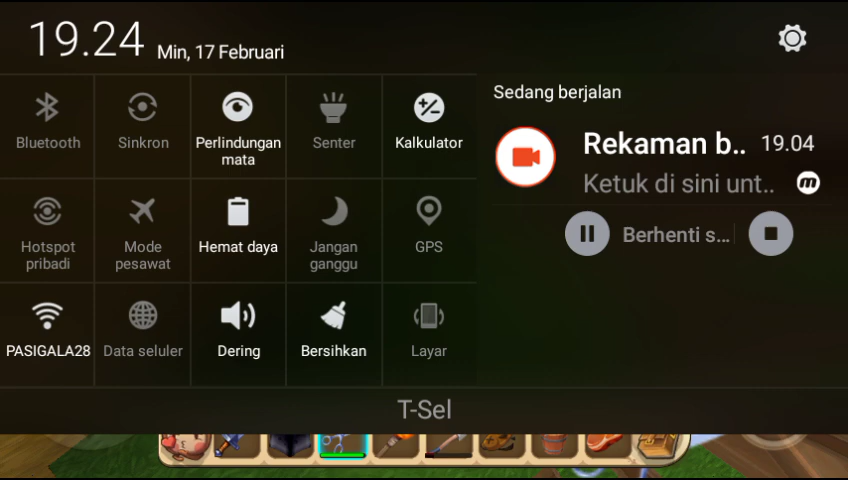 19.24 Min, 17 Februari
Sedang berjalan
Bluetooth
Sinkron
Perlindungan
mata
Senter
Kalkulator
Rekaman b.. 19.04
Ketuk di sini unt..
Hotspot
pribadi
Mode
pesawat
Hemat daya
Jangan
ganggu
GPS
Berhenti s...
PASIGALA28
Data seluler
Dering
Bersihkan
Layar
T-Sel